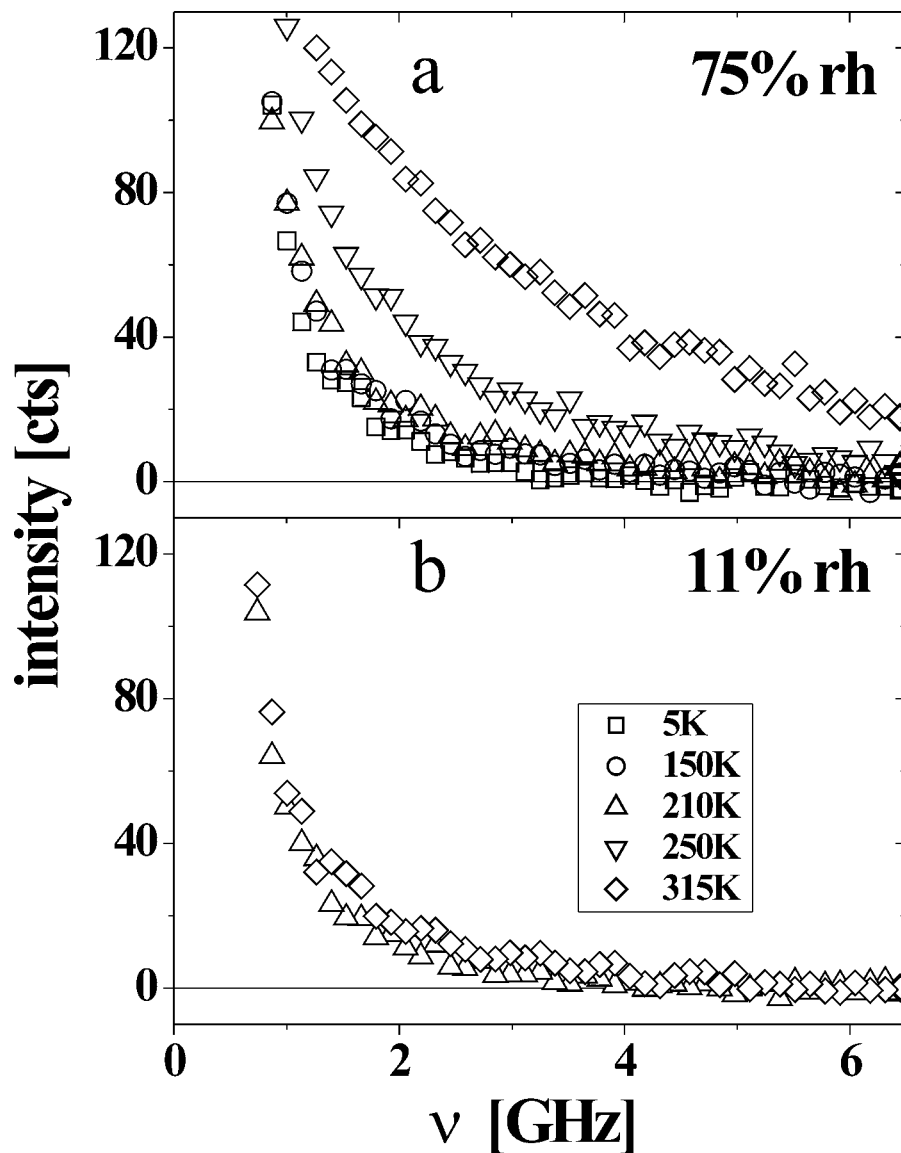 120
80
40
0
a
75% rh
intensity [cts]
120
80
40
0
b
11% rh
5K
150K
210K
250K
315K
0 2 4 6
ν [GHz]